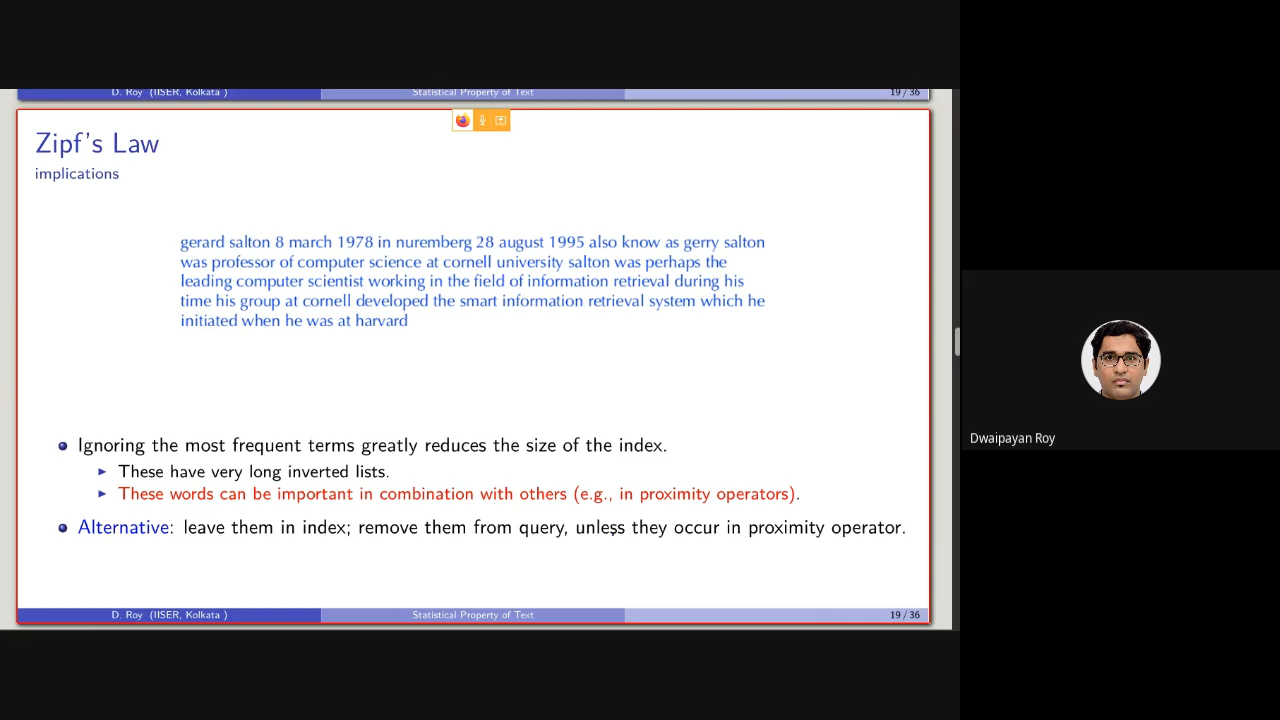 D. Roy (IISER, Kolkata )
Statistical Property of Text
19 / 36
Zipf's Law
implications
gerard salton 8 march 1978 in nuremberg 28 august 1995 also know as gerry salton
was professor of computer science at cornell university salton was perhaps the
leading computer scientist working in the field of information retrieval during his
time his group at cornell developed the smart information retrieval system which he
initiated when he was at harvard
Ignoring the most frequent terms greatly reduces the size of the index.
These have very long inverted lists.
These words can be important in combination with others (e.g., in proximity operators).
Alternative: leave them in index; remove them from query, unless they occur in proximity operator.
D. Roy (IISER, Kolkata )
Statistical Property of Text
19 / 36
Dwaipayan Roy